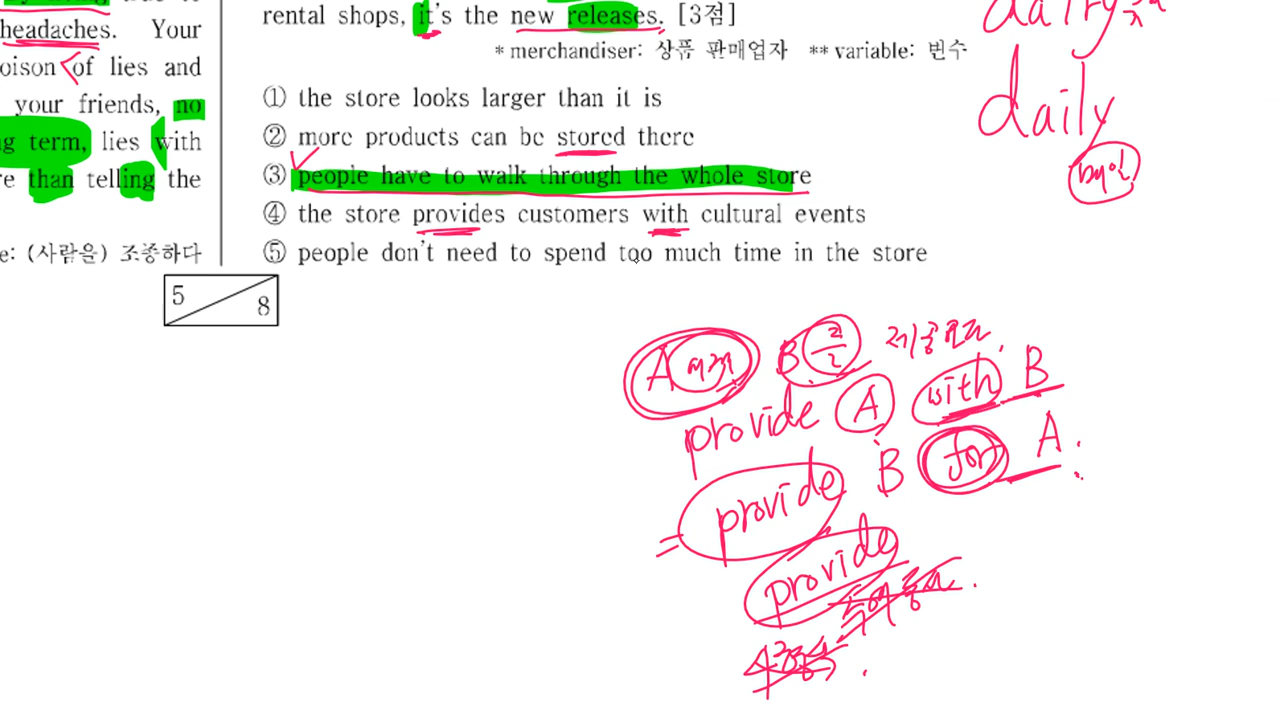 headaches. Your
oison of lies and
your friends, no
g term, lies with
re than telling the
e: (사람을) 조종하다
5
8
rental shops, it's the new releases. [3점]
* merchandiser: 상품 판매업자 ** variable: 변수
① the store looks larger than it is
② more products can be stored there
③ people have to walk through the whole store
④ the store provides customers with cultural events
⑤ people don't need to spend too much time in the store
daily
매일
A에게 B를 제공하다.
provide A with B
= provide B for A.
provide